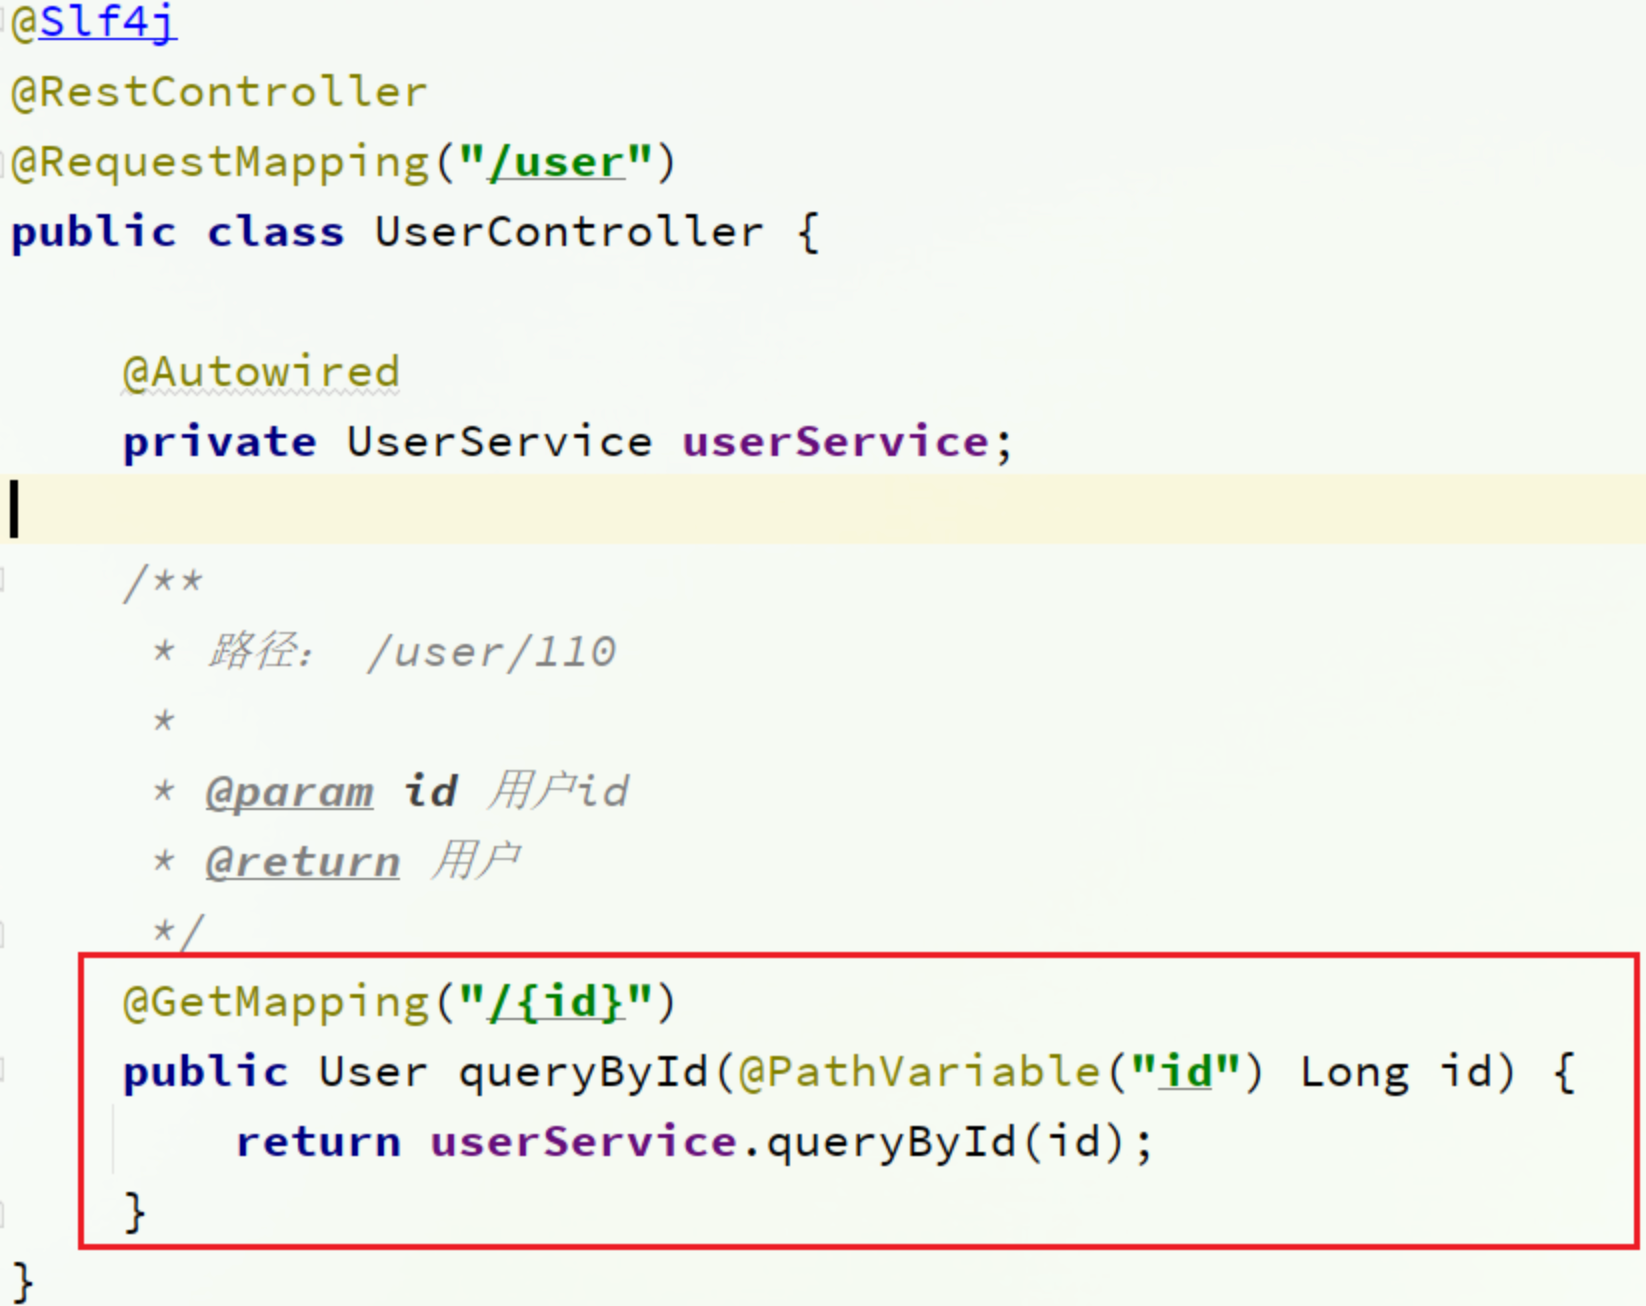 @Slf4j
@RestController
@RequestMapping("/user")
public class UserController {
@Autowired
private UserService userService;
/**
* 路径： /user/110
*
* @param id 用户id
* @return 用户
*/
@GetMapping("/{id}")
public User queryById(@PathVariable("id") Long id) {
return userService.queryById(id);
}
}